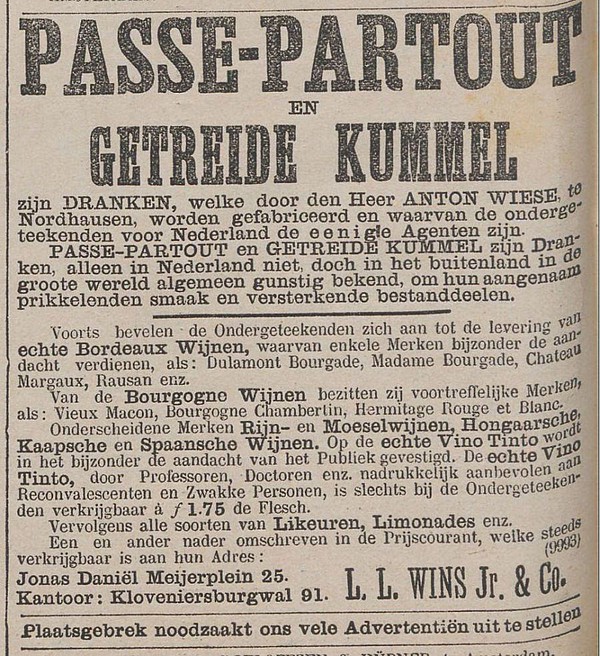 PASSE-PARTOUT
EN
GETREIDE KUMMEL
zijn DRANKEN, welke door den Heer ANTON WIESE, te
Nordhausen, worden gefabriceerd en waarvan de onderge-
teekenden voor Nederland de eenigle Agenten zijn.
PASSE-PARTOUT en GETREIDE KUMMEL zijn Dran-
ken, alleen in Nederland niet, doch in het buitenland in de
groote wereld algemeen gunstig bekend, om hun aangenaam
prikkelenden smaak en versterkende bestanddeelen.
Voorts bevelen de Ondergeteekenden zich aan tot de levering van
echte Bordeaux Wijnen, waarvan enkele Merken bijzonder de aan-
dacht verdienen, als: Dulamont Bourgade, Madame Bourgade, Chateau
Margaux, Rausan enz.
Van de Bourgogne Wijnen bezitten zij voortreffelijke Merken,
als: Vieux Macon, Bourgogne Chambertin, Hermitage Rouge et Blanc.
Onderscheidene Merken Rijn- en Moeselwijnen, Hongaarsche,
Kaapsche en Spaansche Wijnen. Op de echte Vino Tinto wordt
in het bijzonder de aandacht van het Publiek gevestigd. De echte Vino
Tinto, door Professoren, Doctoren enz. nadrukkelijk aanbevolen aan
Reconvalescenten en Zwakke Personen, is slechts bij de Ondergeteeken-
den verkrijgbaar à ƒ 1.75 de Flesch.
Vervolgens alle soorten van Likeuren, Limonades enz.
Een en ander nader omschreven in de Prijscourant, welke steeds
verkrijgbaar is aan hun Adres: (9993)
Jonas Daniël Meijerplein 25.
Kantoor: Kloveniersburgwal 91. L. L. WINS Jr. & Co.
Plaatsgebrek noodzaakt ons vele Advertentiën uit te stellen